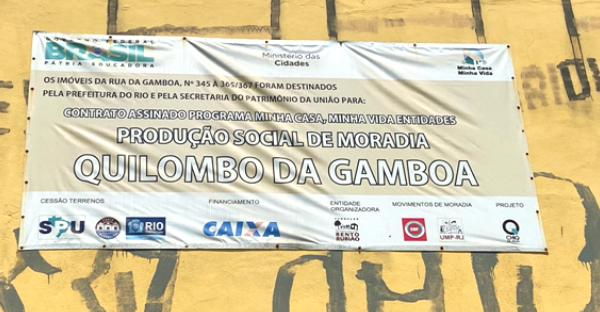 GOVERNO FEDERAL
BRASIL
PÁTRIA EDUCADORA
Ministério das
Cidades
Minha Casa
Minha Vida
OS IMÓVEIS DA RUA DA GAMBOA, Nº 345 À 365/367 FORAM DESTINADOS
PELA PREFEITURA DO RIO E PELA SECRETARIA DO PATRIMÔNIO DA UNIÃO PARA:
CONTRATO ASSINADO PROGRAMA MINHA CASA, MINHA VIDA ENTIDADES
PRODUÇÃO SOCIAL DE MORADIA
QUILOMBO DA GAMBOA
CESSÃO TERRENOS
FINANCIAMENTO
ENTIDADE
ORGANIZADORA
MOVIMENTOS DE MORADIA
PROJETO
SPU
RIO
CAIXA
BENTO
RUBIÃO
UMP-RJ
CHIQ